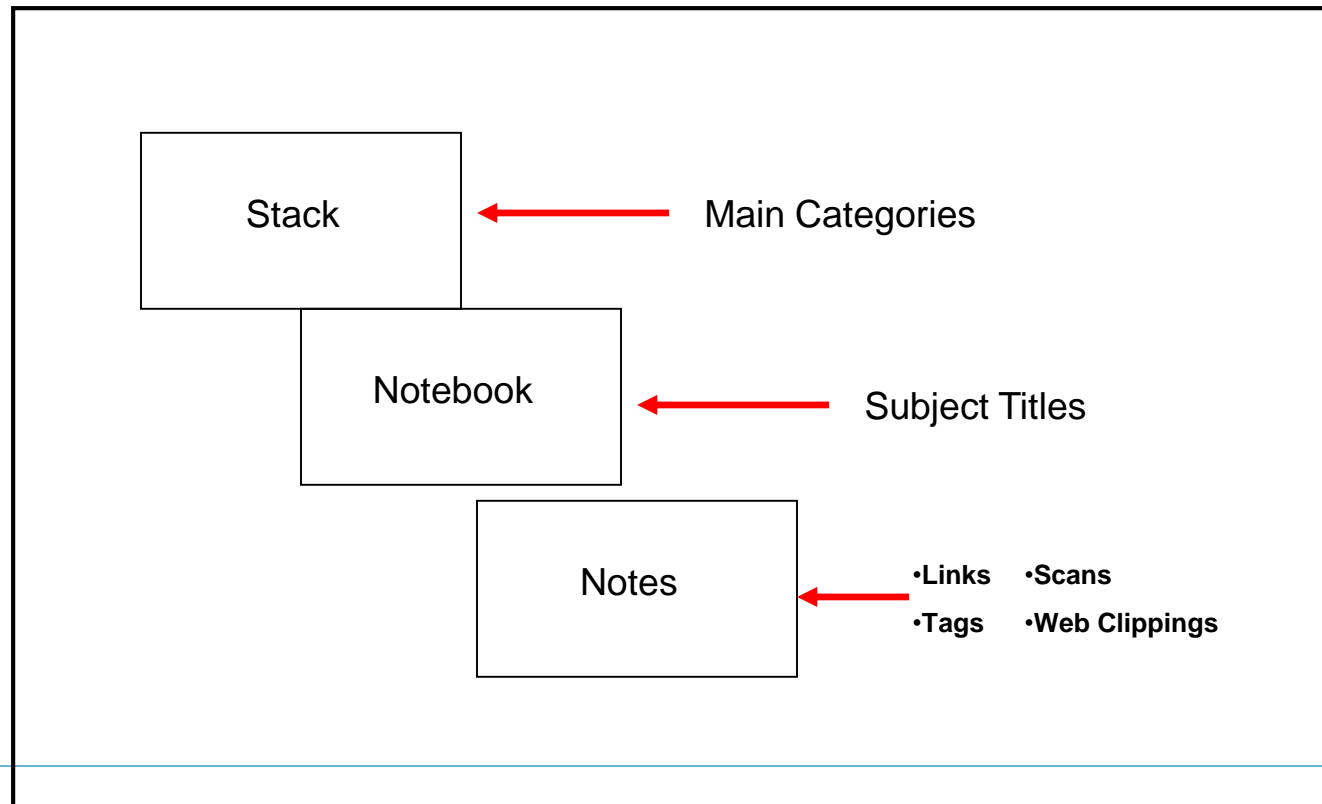 Stack
Main Categories
Notebook
Subject Titles
Notes
•Links •Scans
•Tags •Web Clippings